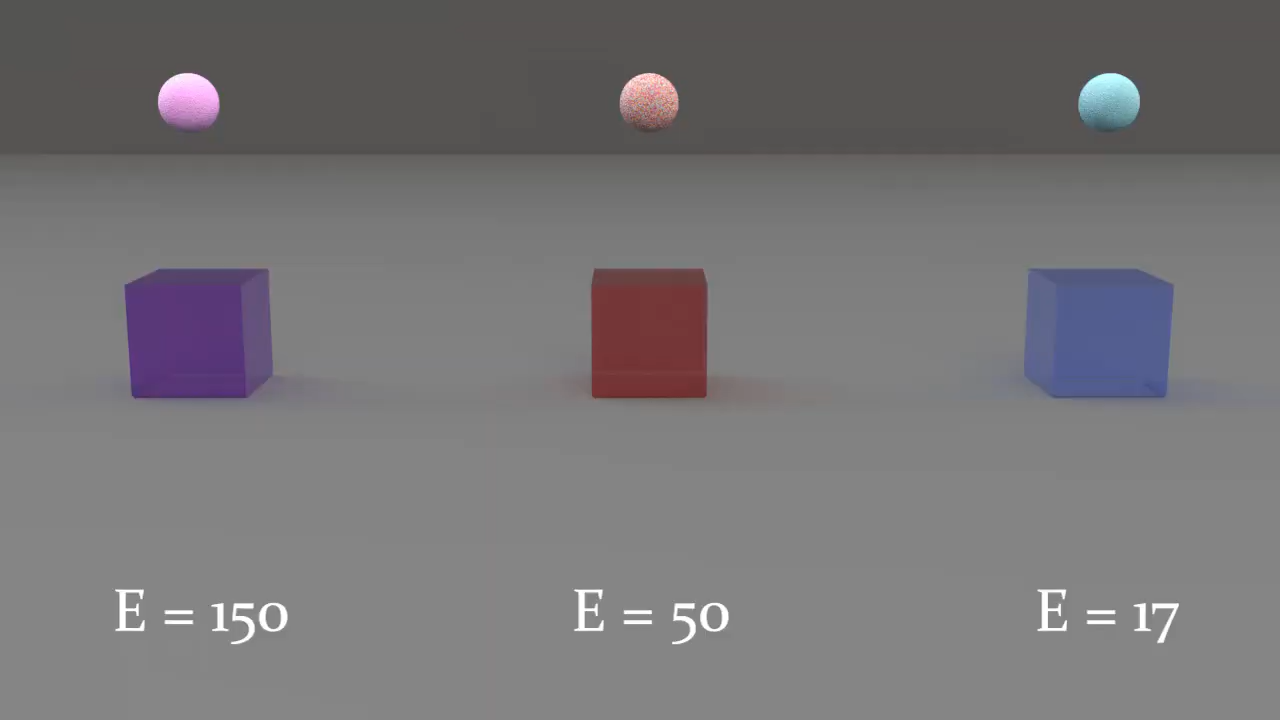 E = 150
E = 50
E = 17